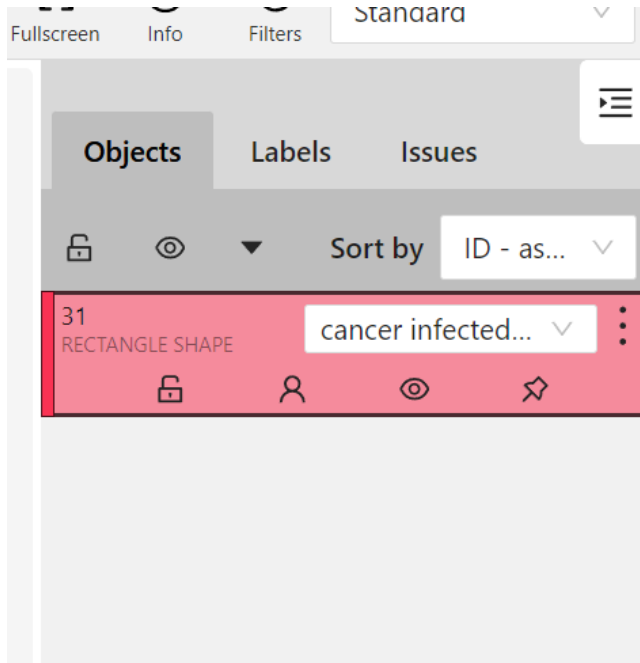 Standard
Fullscreen Info Filters
Objects Labels Issues
Sort by ID - as...
31
cancer infected...
RECTANGLE SHAPE